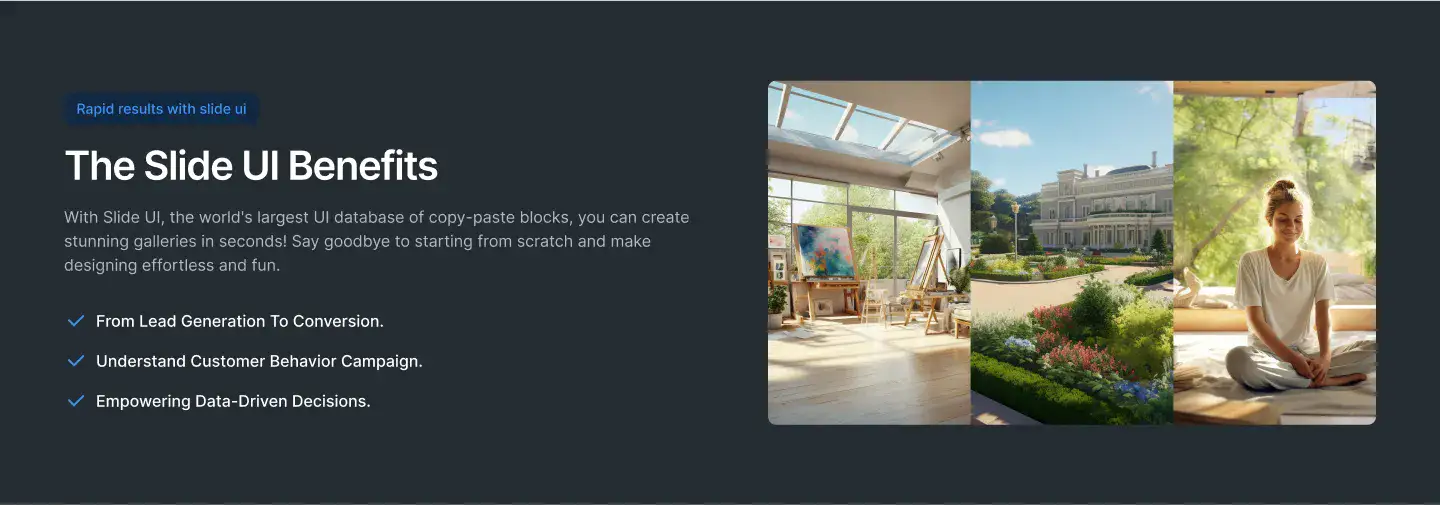 Rapid results with slide ui
The Slide UI Benefits
With Slide UI, the world's largest UI database of copy-paste blocks, you can create
stunning galleries in seconds! Say goodbye to starting from scratch and make
designing effortless and fun.
From Lead Generation To Conversion.
Understand Customer Behavior Campaign.
Empowering Data-Driven Decisions.